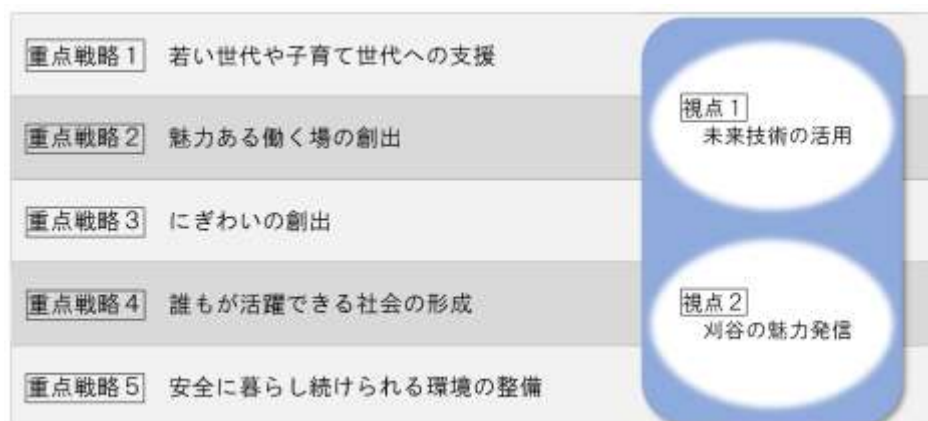 重点戦略1 若い世代や子育て世代への支援
重点戦略2 魅力ある働く場の創出
重点戦略3 にぎわいの創出
重点戦略4 誰もが活躍できる社会の形成
重点戦略5 安全に暮らし続けられる環境の整備
視点1
未来技術の活用
視点2
刈谷の魅力発信